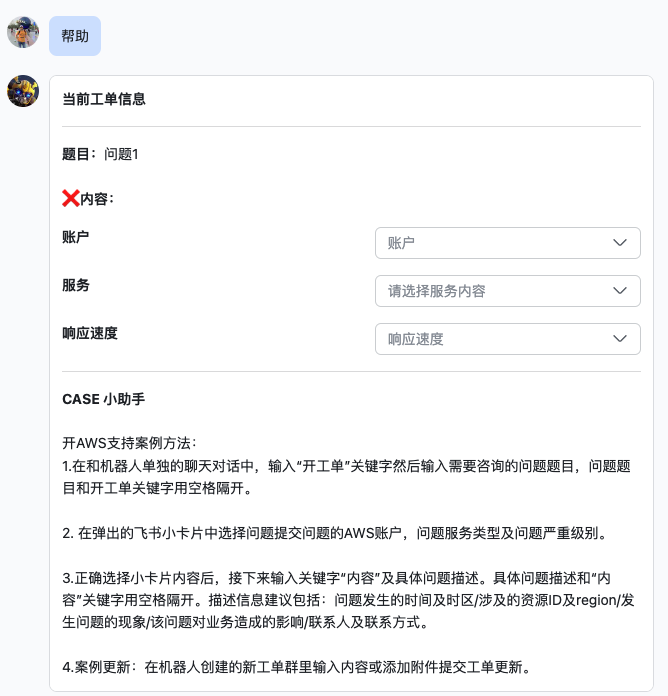 帮助
当前工单信息
题目：问题1
❌内容：
账户 账户
服务 请选择服务内容
响应速度 响应速度
CASE 小助手
开AWS支持案例方法：
1.在和机器人单独的聊天对话中，输入“开工单”关键字然后输入需要咨询的问题题目，问题题
目和开工单关键字用空格隔开。
2. 在弹出的飞书小卡片中选择问题提交问题的AWS账户，问题服务类型及问题严重级别。
3.正确选择小卡片内容后，接下来输入关键字“内容”及具体问题描述。具体问题描述和“内
容”关键字用空格隔开。描述信息建议包括：问题发生的时间及时区/涉及的资源ID及region/发
生问题的现象/该问题对业务造成的影响/联系人及联系方式。
4.案例更新：在机器人创建的新工单群里输入内容或添加附件提交工单更新。